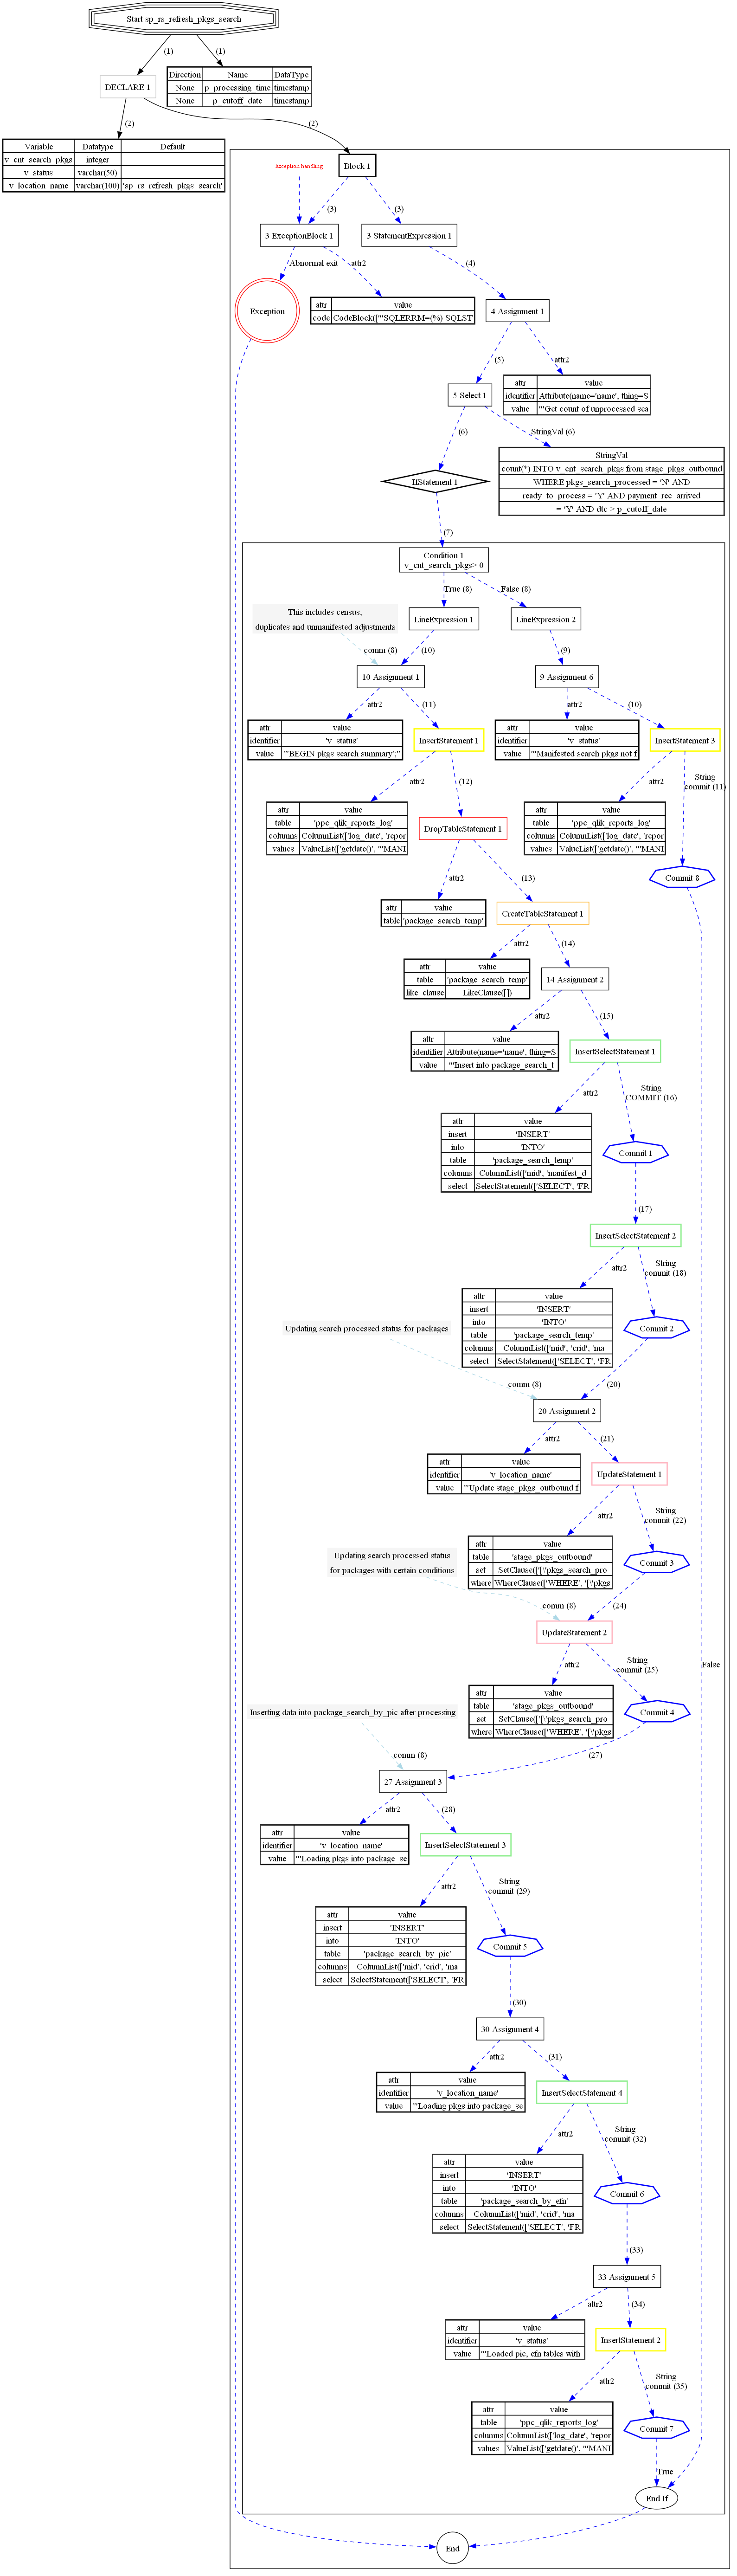 Start sp_rs_refresh_pkgs_search
(1)
(1)
DECLARE 1
Direction Name DataType
None p_processing_time timestamp
None p_cutoff_date timestamp
(2)
(2)
Variable Datatype Default
v_cnt_search_pkgs integer
v_status varchar(50)
v_location_name varchar(100) 'sp_rs_refresh_pkgs_search'
Exception handling
Block 1
(3)
(3)
3 ExceptionBlock 1
3 StatementExpression 1
Abnormal exit
attr2
(4)
Exception
attr value
code CodeBlock(["'SQLERRM=(%) SQLST
4 Assignment 1
(5)
attr2
5 Select 1
attr value
identifier Attribute(name='name', thing=S
value "'Get count of unprocessed sea
(6)
StringVal (6)
IfStatement 1
StringVal
count(*) INTO v_cnt_search_pkgs from stage_pkgs_outbound
WHERE pkgs_search_processed = 'N' AND
ready_to_process = 'Y' AND payment_rec_arrived
= 'Y' AND dtc > p_cutoff_date
(7)
Condition 1
v_cnt_search_pkgs> 0
True (8)
False (8)
This includes census,
duplicates and unmanifested adjustments
LineExpression 1
LineExpression 2
comm (8)
(10)
(9)
10 Assignment 1
9 Assignment 6
attr2
(11)
attr2
(10)
attr value
identifier 'v_status'
value "'BEGIN pkgs search summary';"
InsertStatement 1
attr value
identifier 'v_status'
value "'Manifested search pkgs not f
InsertStatement 3
attr2
(12)
attr2
String
commit (11)
attr value
table 'ppc_qlik_reports_log'
columns ColumnList(['log_date', 'repor
values ValueList(['getdate()', "'MANI
DropTableStatement 1
attr value
table 'ppc_qlik_reports_log'
columns ColumnList(['log_date', 'repor
values ValueList(['getdate()', "'MANI
Commit 8
attr2
(13)
attr value
table 'package_search_temp'
CreateTableStatement 1
attr2
(14)
attr value
table 'package_search_temp'
like_clause LikeClause([])
14 Assignment 2
attr2
(15)
attr value
identifier Attribute(name='name', thing=S
value "'Insert into package_search_t
InsertSelectStatement 1
attr2
String
COMMIT (16)
attr value
insert 'INSERT'
into 'INTO'
table 'package_search_temp'
columns ColumnList(['mid', 'manifest_d
select SelectStatement(['SELECT', 'FR
Commit 1
(17)
InsertSelectStatement 2
attr2
String
commit (18)
attr value
insert 'INSERT'
into 'INTO'
table 'package_search_temp'
columns ColumnList(['mid', 'crid', 'ma
select SelectStatement(['SELECT', 'FR
Commit 2
Updating search processed status for packages
comm (8)
(20)
20 Assignment 2
attr2
(21)
attr value
identifier 'v_location_name'
value "'Update stage_pkgs_outbound f
UpdateStatement 1
attr2
String
commit (22)
attr value
table 'stage_pkgs_outbound'
set SetClause(['[\'pkgs_search_pro
where WhereClause(['WHERE', '[\'pkgs
Commit 3
Updating search processed status
for packages with certain conditions
comm (8)
(24)
UpdateStatement 2
attr2
String
commit (25)
False
attr value
table 'stage_pkgs_outbound'
set SetClause(['[\'pkgs_search_pro
where WhereClause(['WHERE', '[\'pkgs
Commit 4
Inserting data into package_search_by_pic after processing
comm (8)
(27)
27 Assignment 3
attr2
(28)
attr value
identifier 'v_location_name'
value "'Loading pkgs into package_se
InsertSelectStatement 3
attr2
String
commit (29)
attr value
insert 'INSERT'
into 'INTO'
table 'package_search_by_pic'
columns ColumnList(['mid', 'crid', 'ma
select SelectStatement(['SELECT', 'FR
Commit 5
(30)
30 Assignment 4
attr2
(31)
attr value
identifier 'v_location_name'
value "'Loading pkgs into package_se
InsertSelectStatement 4
attr2
String
commit (32)
attr value
insert 'INSERT'
into 'INTO'
table 'package_search_by_efn'
columns ColumnList(['mid', 'crid', 'ma
select SelectStatement(['SELECT', 'FR
Commit 6
(33)
33 Assignment 5
attr2
(34)
attr value
identifier 'v_status'
value "'Loaded pic, efn tables with
InsertStatement 2
attr2
String
commit (35)
attr value
table 'ppc_qlik_reports_log'
columns ColumnList(['log_date', 'repor
values ValueList(['getdate()', "'MANI
Commit 7
True
End If
End